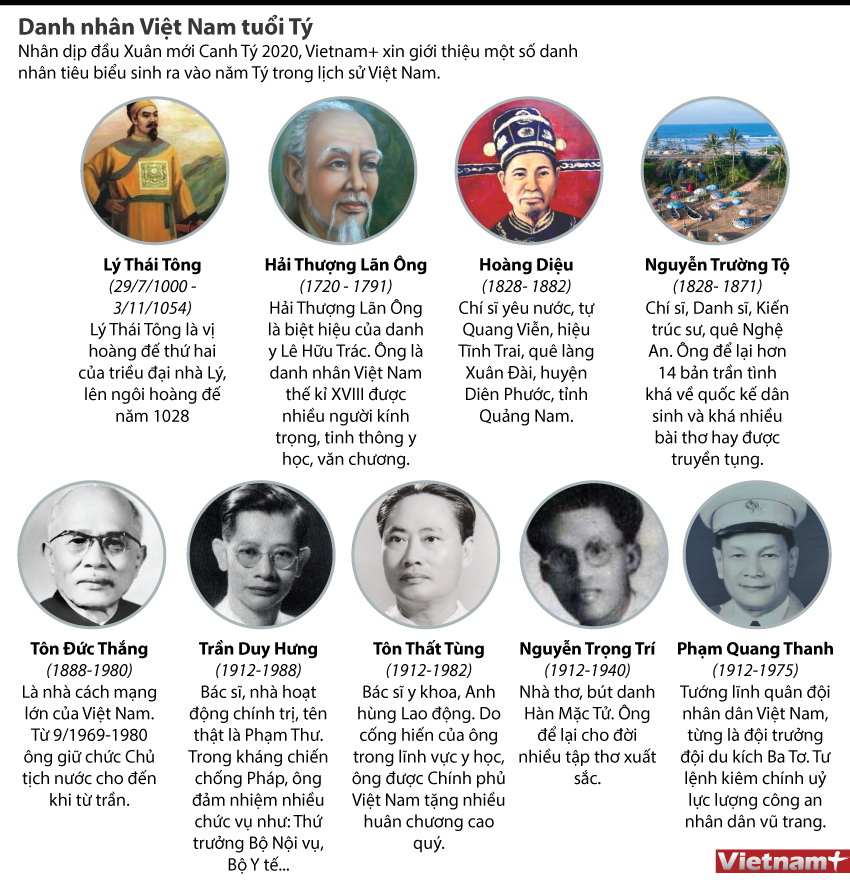 Danh nhân Việt Nam tuổi Tý
Nhân dịp đầu Xuân mới Canh Tý 2020, Vietnam+ xin giới thiệu một số danh
nhân tiêu biểu sinh ra vào năm Tý trong lịch sử Việt Nam.
Lý Thái Tông
(29/7/1000 -
3/11/1054)
Lý Thái Tông là vị
hoàng đế thứ hai
của triều đại nhà Lý,
lên ngôi hoàng đế
năm 1028
Hải Thượng Lãn Ông
(1720 - 1791)
Hải Thượng Lãn Ông
là biệt hiệu của danh
y Lê Hữu Trác. Ông là
danh nhân Việt Nam
thế kỉ XVIII được
nhiều người kính
trọng, tinh thông y
học, văn chương.
Hoàng Diệu
(1828- 1882)
Chí sĩ yêu nước, tự
Quang Viễn, hiệu
Tĩnh Trai, quê làng
Xuân Đài, huyện
Diên Phước, tỉnh
Quảng Nam.
Nguyễn Trường Tộ
(1828- 1871)
Chí sĩ, Danh sĩ, Kiến
trúc sư, quê Nghệ
An. Ông để lại hơn
14 bản trần tình
khá về quốc kế dân
sinh và khá nhiều
bài thơ hay được
truyền tụng.
Tôn Đức Thắng
(1888-1980)
Là nhà cách mạng
lớn của Việt Nam.
Từ 9/1969-1980
ông giữ chức Chủ
tịch nước cho đến
khi từ trần.
Trần Duy Hưng
(1912-1988)
Bác sĩ, nhà hoạt
động chính trị, tên
thật là Phạm Thư.
Trong kháng chiến
chống Pháp, ông
đảm nhiệm nhiều
chức vụ như: Thứ
trưởng Bộ Nội vụ,
Bộ Y tế...
Tôn Thất Tùng
(1912-1982)
Bác sĩ y khoa, Anh
hùng Lao động. Do
cống hiến của ông
trong lĩnh vực y học,
ông được Chính phủ
Việt Nam tặng nhiều
huân chương cao
quý.
Nguyễn Trọng Trí
(1912-1940)
Nhà thơ, bút danh
Hàn Mặc Tử. Ông
để lại cho đời
nhiều tập thơ xuất
sắc.
Phạm Quang Thanh
(1912-1975)
Tướng lĩnh quân đội
nhân dân Việt Nam,
từng là đội trưởng
đội du kích Ba Tơ. Tư
lệnh kiêm chính uỷ
lực lượng công an
nhân dân vũ trang.
Vietnam+